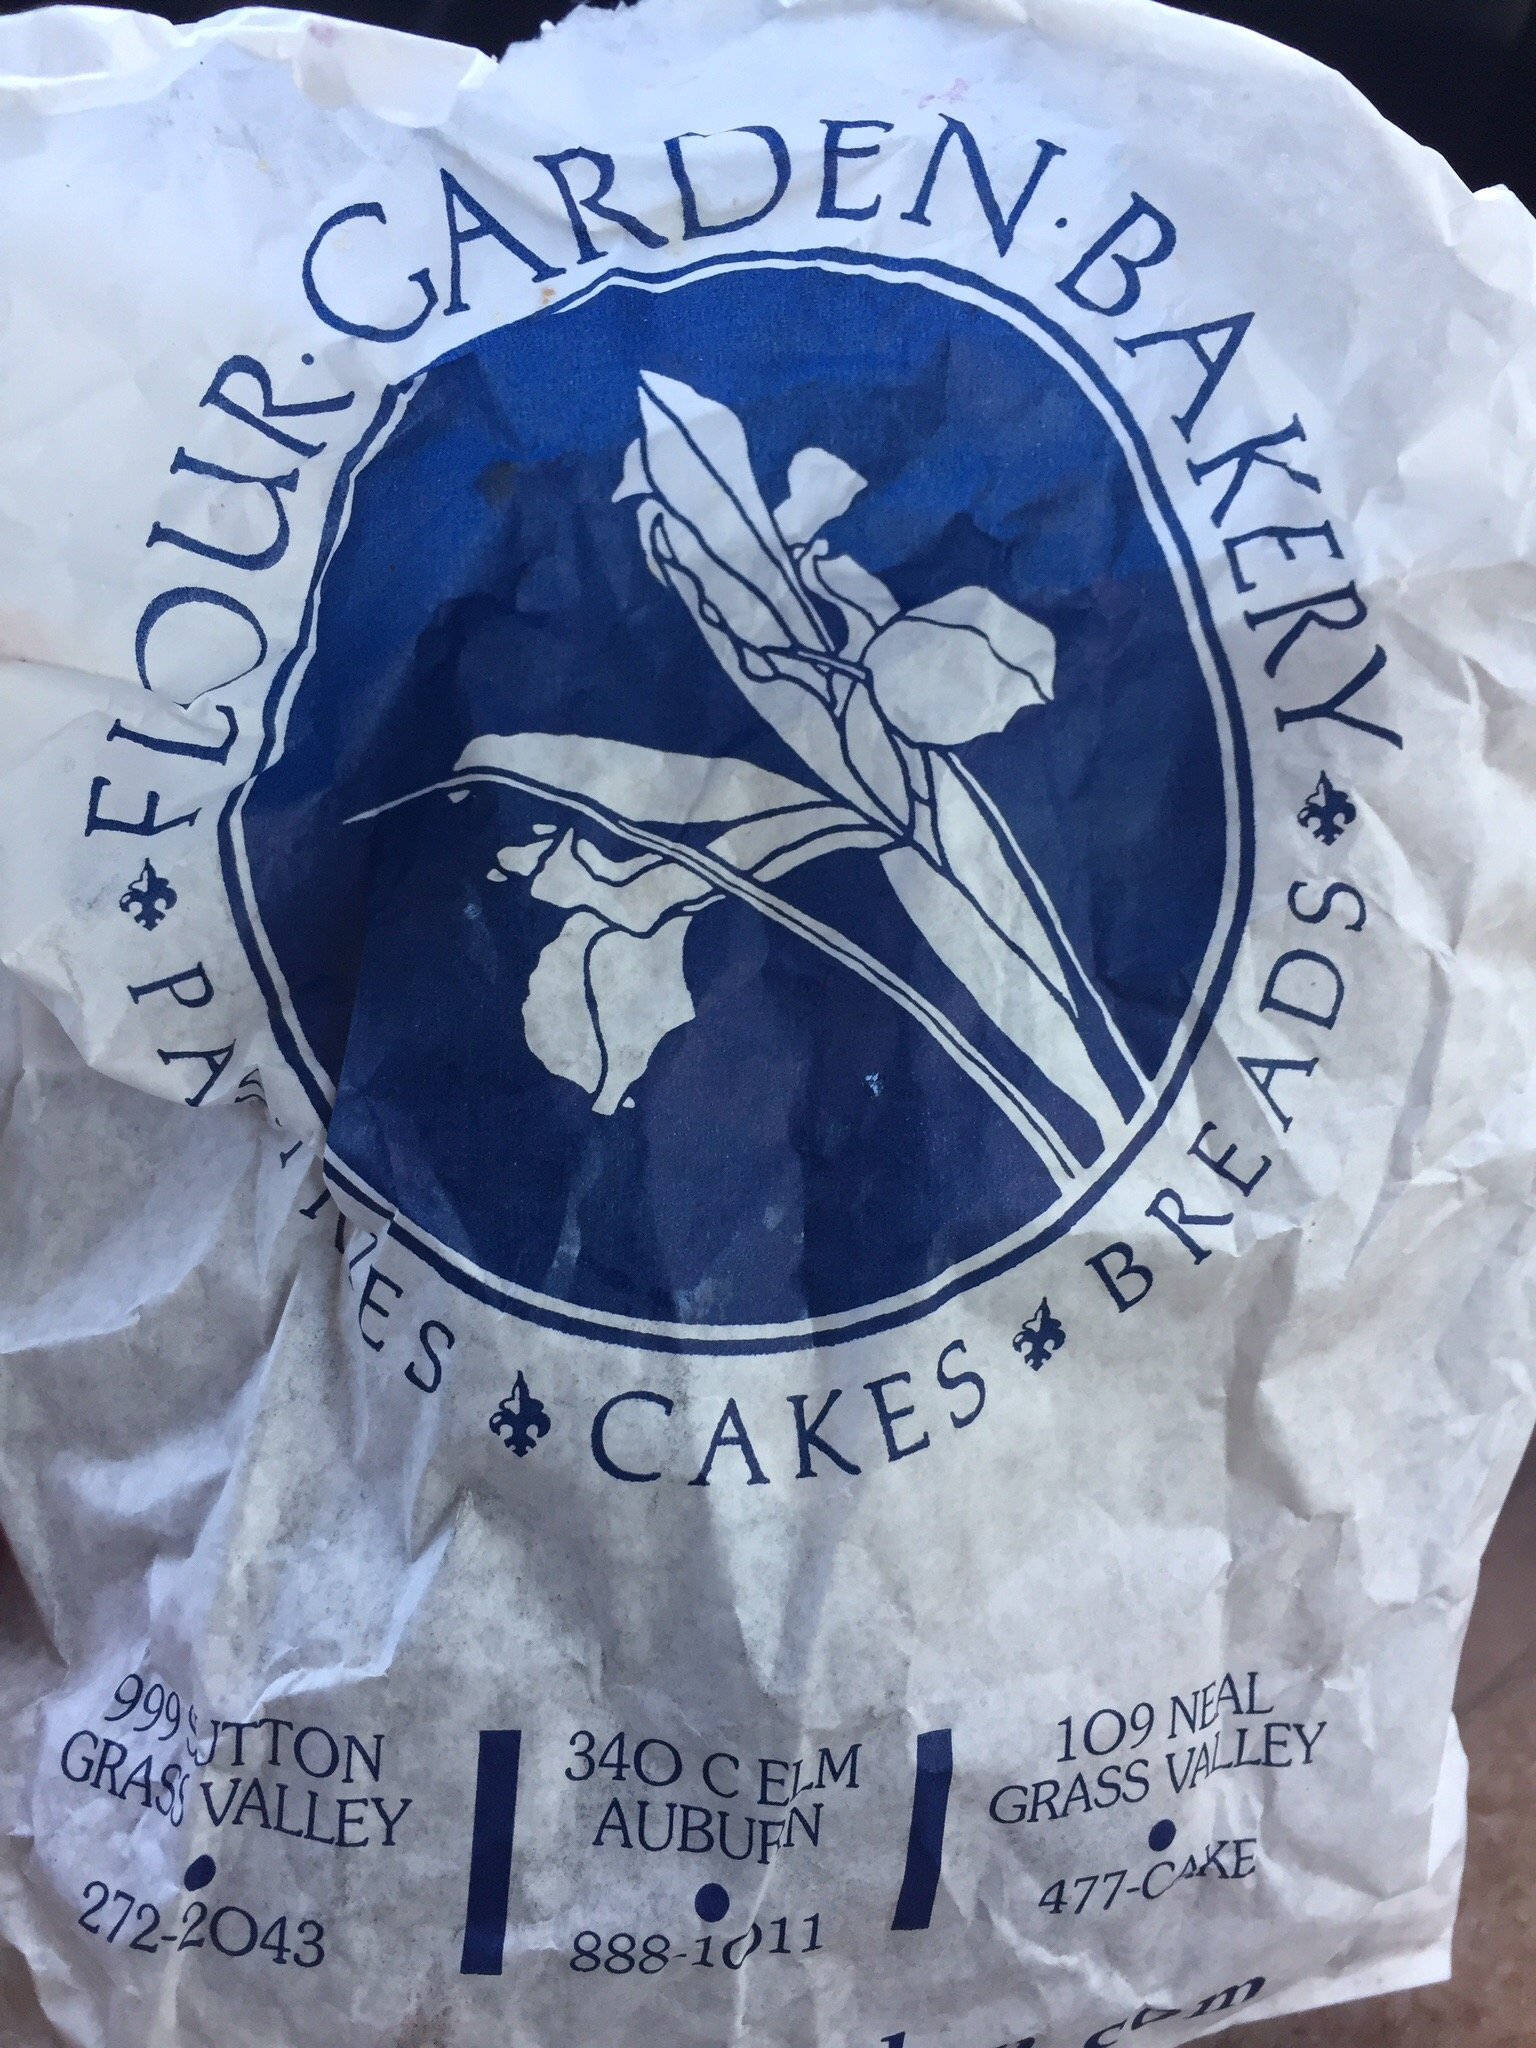 FLOUR · GARDEN · BAKERY
PASTRIES
CAKES
BREADS
999 SUTTON
GRASS VALLEY
272-2043
340 C ELM
AUBURN
888-1011
109 NEAL
GRASS VALLEY
477-CAKE